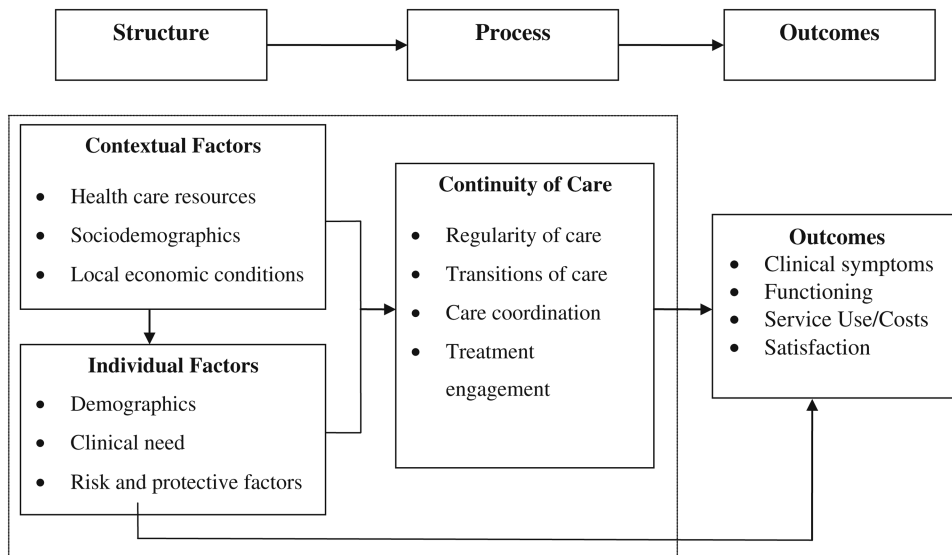 Structure
Process
Outcomes
Contextual Factors
• Health care resources
• Sociodemographics
• Local economic conditions
Individual Factors
• Demographics
• Clinical need
• Risk and protective factors
Continuity of Care
• Regularity of care
• Transitions of care
• Care coordination
• Treatment
engagement
Outcomes
• Clinical symptoms
• Functioning
• Service Use/Costs
• Satisfaction